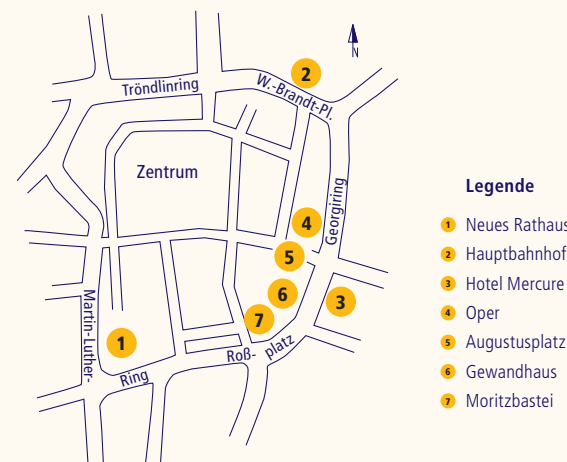 N
2
Tröndlinring
W.-Brandt-Pl.
Zentrum
Georgiring
4
5
6
3
7
1
Martin-Luther-
Ring
Roß-
platz
Legende
1 Neues Rathaus
2 Hauptbahnhof
3 Hotel Mercure
4 Oper
5 Augustusplatz
6 Gewandhaus
7 Moritzbastei